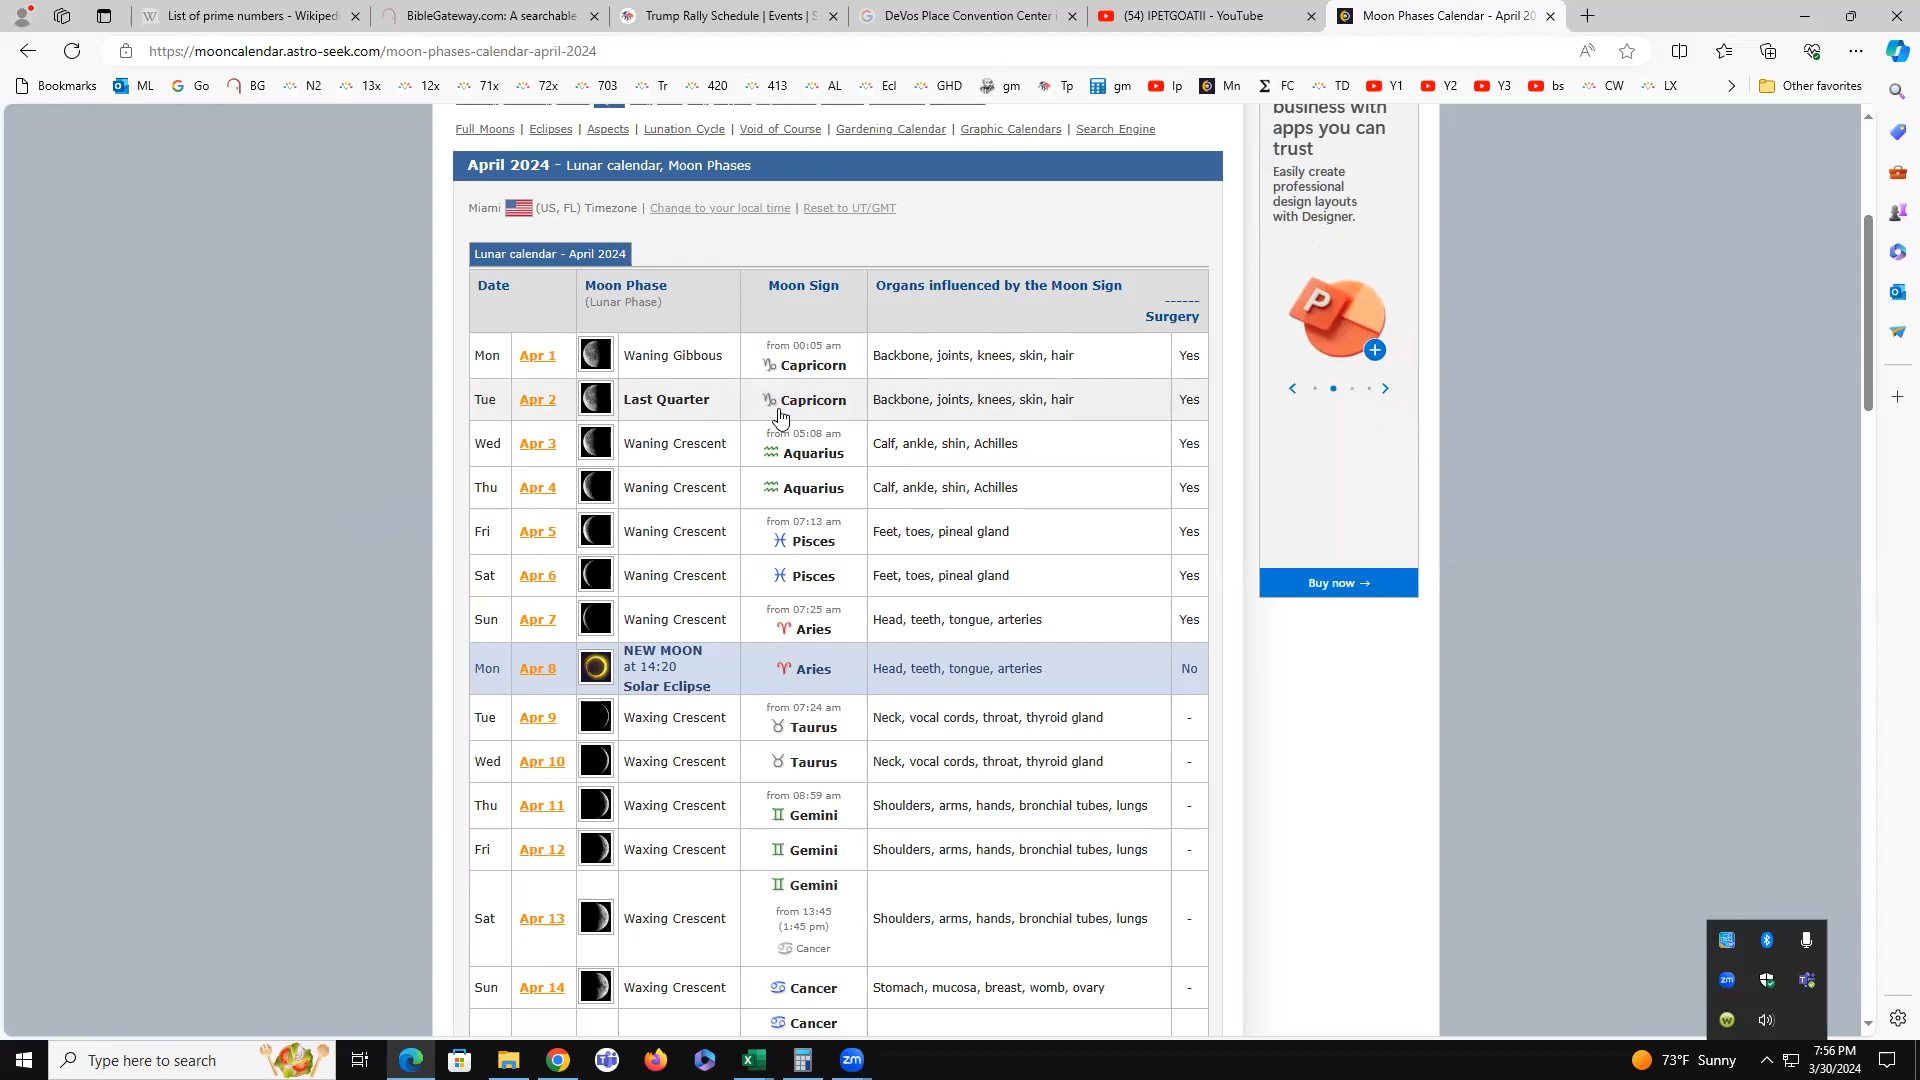 List of prime numbers - Wikiped
BibleGateway.com: A searchable
Trump Rally Schedule | Events | S
DeVos Place Convention Center i
(54) IPETGOATII - YouTube
Moon Phases Calendar - April 20
https://mooncalendar.astro-seek.com/moon-phases-calendar-april-2024
Bookmarks ML Go BG N2 13x 12x 71x 72x 703 Tr 420 413 AL Ecl GHD gm Tp gm Ip Mn FC TD Y1 Y2 Y3 bs CW LX Other favorites
Full Moons | Eclipses | Aspects | Lunation Cycle | Void of Course | Gardening Calendar | Graphic Calendars | Search Engine
April 2024 - Lunar calendar, Moon Phases
Miami (US, FL) Timezone | Change to your local time | Reset to UT/GMT
Lunar calendar - April 2024
Date Moon Phase Moon Sign Organs influenced by the Moon Sign
(Lunar Phase) ------
Surgery
from 00:05 am
Mon Apr 1 Waning Gibbous Capricorn Backbone, joints, knees, skin, hair Yes
Tue Apr 2 Last Quarter Capricorn Backbone, joints, knees, skin, hair Yes
from 05:08 am
Wed Apr 3 Waning Crescent Aquarius Calf, ankle, shin, Achilles Yes
Thu Apr 4 Waning Crescent Aquarius Calf, ankle, shin, Achilles Yes
from 07:13 am
Fri Apr 5 Waning Crescent Pisces Feet, toes, pineal gland Yes
Sat Apr 6 Waning Crescent Pisces Feet, toes, pineal gland Yes
from 07:25 am
Sun Apr 7 Waning Crescent Aries Head, teeth, tongue, arteries Yes
NEW MOON
Mon Apr 8 at 14:20 Aries Head, teeth, tongue, arteries No
Solar Eclipse
from 07:24 am
Tue Apr 9 Waxing Crescent Taurus Neck, vocal cords, throat, thyroid gland -
Wed Apr 10 Waxing Crescent Taurus Neck, vocal cords, throat, thyroid gland -
from 08:59 am
Thu Apr 11 Waxing Crescent Gemini Shoulders, arms, hands, bronchial tubes, lungs -
Fri Apr 12 Waxing Crescent Gemini Shoulders, arms, hands, bronchial tubes, lungs -
Gemini
from 13:45
Sat Apr 13 Waxing Crescent (1:45 pm) Shoulders, arms, hands, bronchial tubes, lungs -
Cancer
Sun Apr 14 Waxing Crescent Cancer Stomach, mucosa, breast, womb, ovary -
Cancer
business with
apps you can
trust
Easily create
professional
design layouts
with Designer.
P
Buy now →
zm
Type here to search
zm
73°F Sunny
7:56 PM
3/30/2024